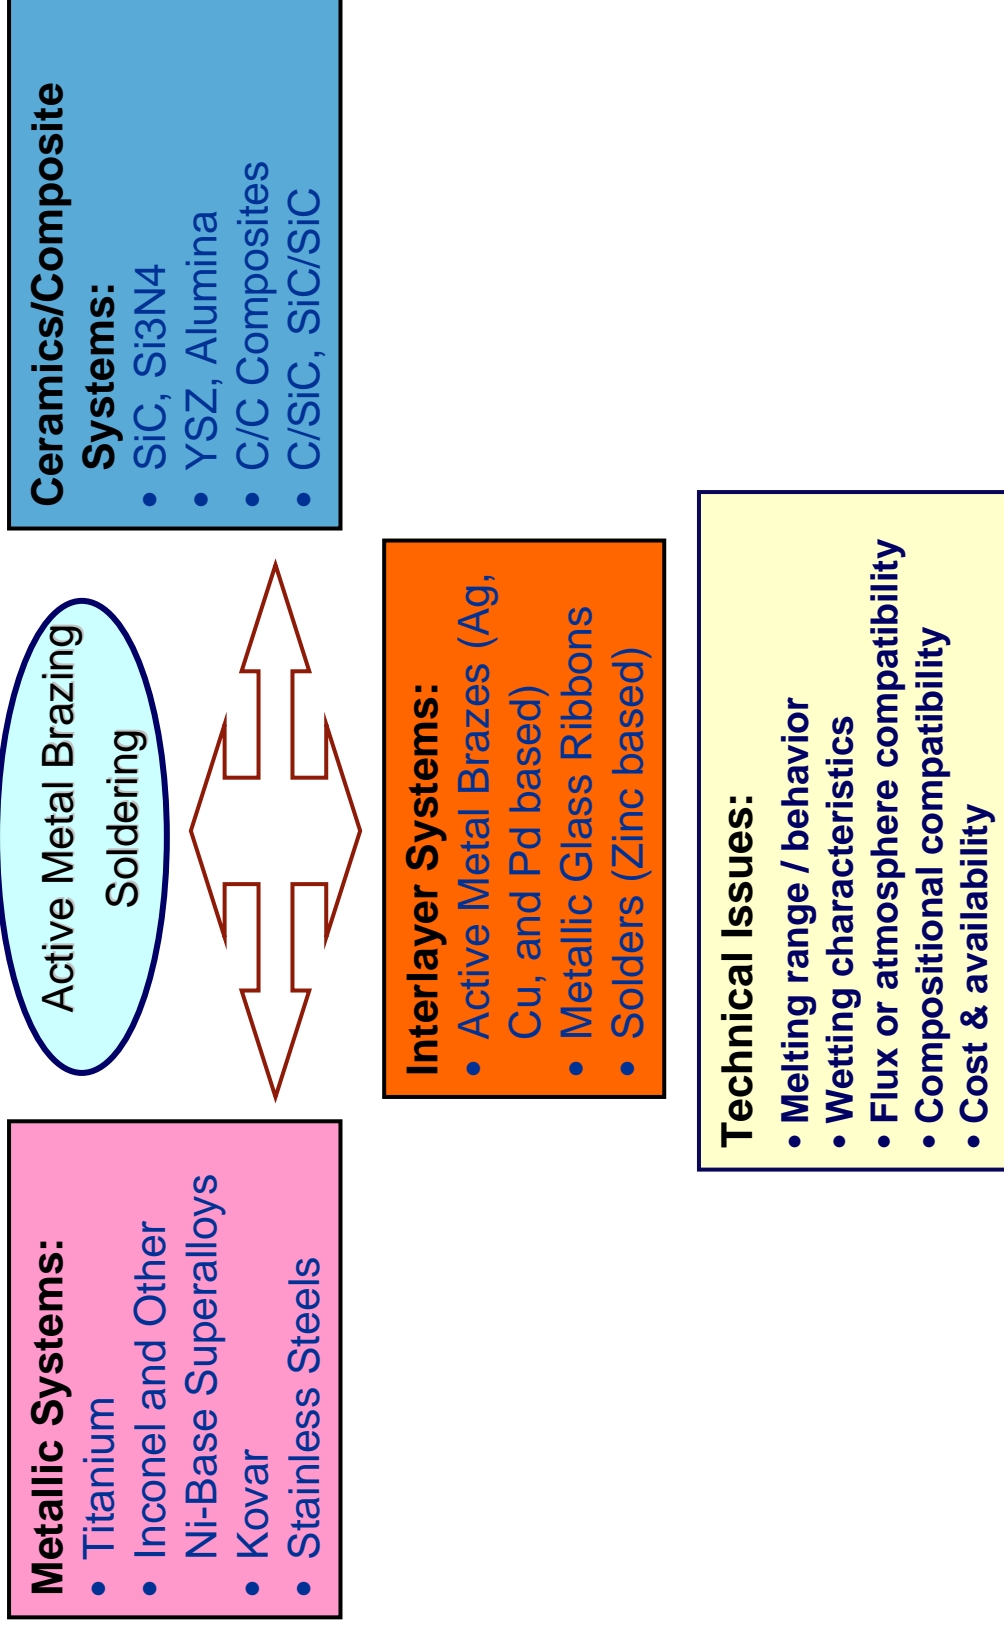 Active Metal Brazing
Soldering
Metallic Systems:
• Titanium
• Inconel and Other
Ni-Base Superalloys
• Kovar
• Stainless Steels
Ceramics/Composite
Systems:
• SiC, Si3N4
• YSZ, Alumina
• C/C Composites
• C/SiC, SiC/SiC
Interlayer Systems:
• Active Metal Brazes (Ag,
Cu, and Pd based)
• Metallic Glass Ribbons
• Solders (Zinc based)
Technical Issues:
• Melting range / behavior
• Wetting characteristics
• Flux or atmosphere compatibility
• Compositional compatibility
• Cost & availability